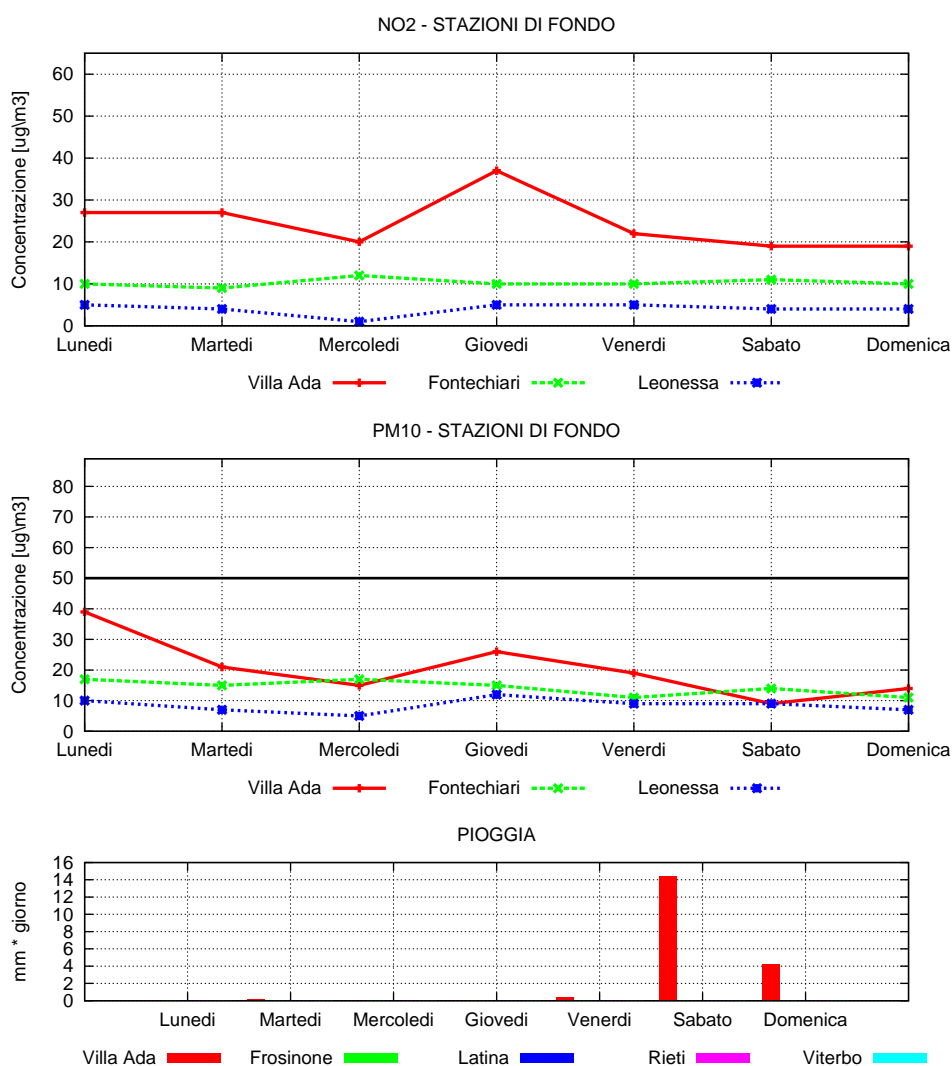 NO2 - STAZIONI DI FONDO
Concentrazione [ug\m3]
60
50
40
30
20
10
0
Lunedi Martedi Mercoledi Giovedi Venerdi Sabato Domenica
Villa Ada Fontechiari Leonessa
PM10 - STAZIONI DI FONDO
Concentrazione [ug\m3]
80
70
60
50
40
30
20
10
0
Lunedi Martedi Mercoledi Giovedi Venerdi Sabato Domenica
Villa Ada Fontechiari Leonessa
PIOGGIA
mm * giorno
16
14
12
10
8
6
4
2
0
Lunedi Martedi Mercoledi Giovedi Venerdi Sabato Domenica
Villa Ada Frosinone Latina Rieti Viterbo